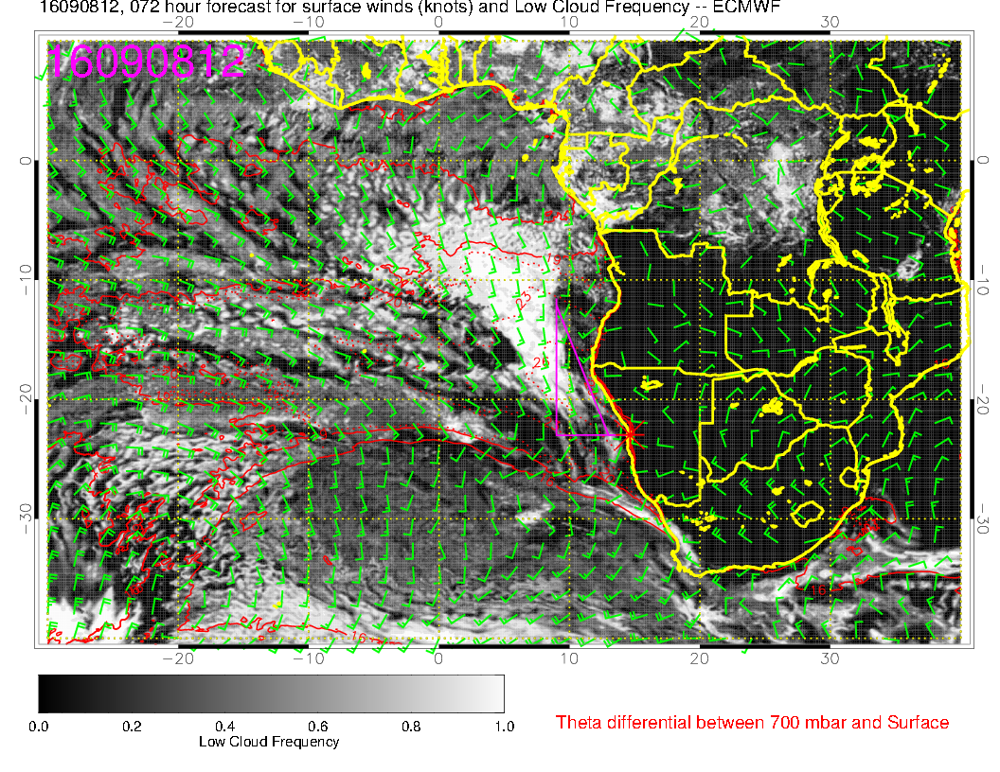 16090812, 072 hour forecast for surface winds (knots) and Low Cloud Frequency -- ECMWF
-20 -10 0 10 20 30
16090812
0 0
-10 -10
-20 -20
-30 -30
19
23
26
16
-20 -10 0 10 20 30
0.0 0.2 0.4 0.6 0.8 1.0
Low Cloud Frequency
Theta differential between 700 mbar and Surface